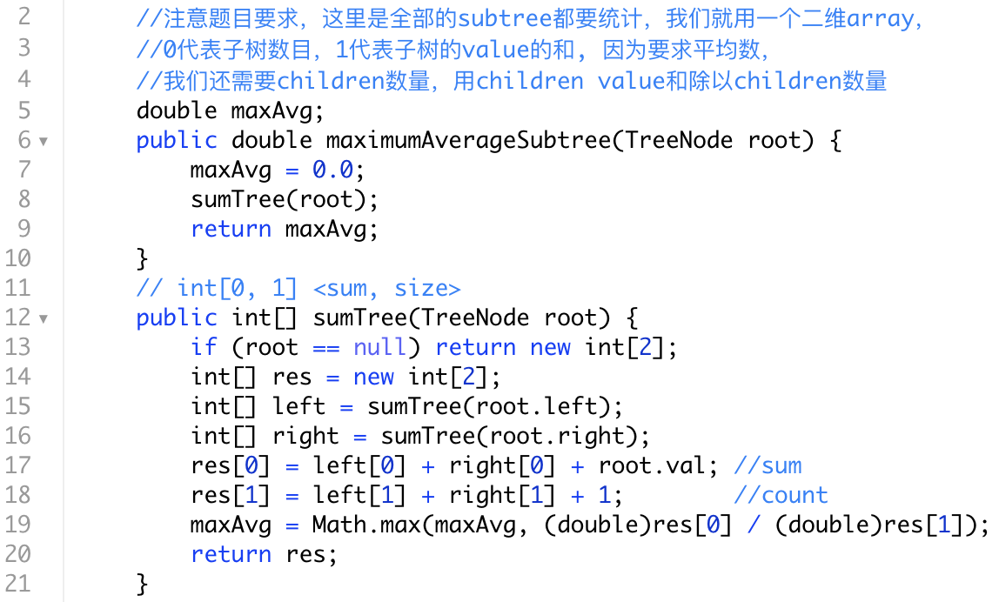 2 //注意题目要求，这里是全部的subtree都要统计，我们就用一个二维array，
3 //0代表子树数目，1代表子树的value的和，因为要求平均数，
4 //我们还需要children数量，用children value和除以children数量
5 double maxAvg;
6 public double maximumAverageSubtree(TreeNode root) {
7 maxAvg = 0.0;
8 sumTree(root);
9 return maxAvg;
10 }
11 // int[0, 1] <sum, size>
12 public int[] sumTree(TreeNode root) {
13 if (root == null) return new int[2];
14 int[] res = new int[2];
15 int[] left = sumTree(root.left);
16 int[] right = sumTree(root.right);
17 res[0] = left[0] + right[0] + root.val; //sum
18 res[1] = left[1] + right[1] + 1; //count
19 maxAvg = Math.max(maxAvg, (double)res[0] / (double)res[1]);
20 return res;
21 }